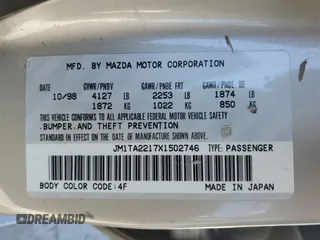 MFD. BY MAZDA MOTOR CORPORATION
GVWR/PNBV GAWR/PNBE FRT GAWR/PNBE RR
10/98 4127 LB 2253 LB 1874 LB
1872 KG 1022 KG 850 KG
THIS VEHICLE CONFORMS TO ALL APPLICABLE FEDERAL MOTOR VEHICLE SAFETY
,BUMPER,AND THEFT PREVENTION
STANDARD IN EFFECT ON THE DATE OF MANUFACTURE SHOWN ABOVE.
JM1TA2217X1502746 TYPE: PASSENGER
BODY COLOR CODE:4F MADE IN JAPAN
DREAMBID